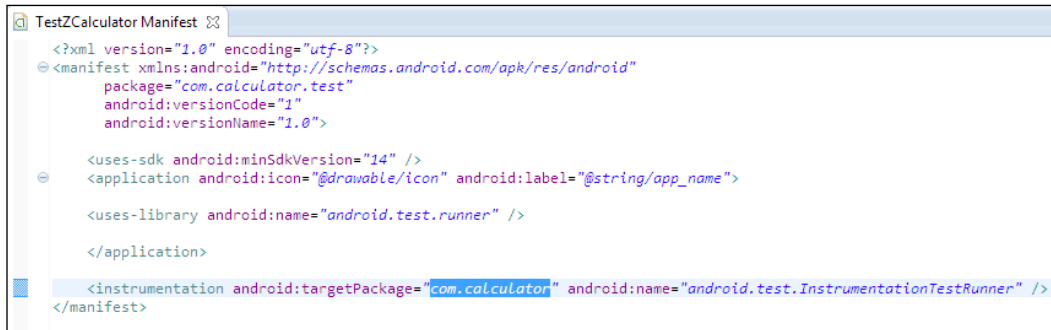 TestZCalculator Manifest
<?xml version="1.0" encoding="utf-8"?>
<manifest xmlns:android="http://schemas.android.com/apk/res/android"
package="com.calculator.test"
android:versionCode="1"
android:versionName="1.0">
<uses-sdk android:minSdkVersion="14" />
<application android:icon="@drawable/icon" android:label="@string/app_name">
<uses-library android:name="android.test.runner" />
</application>
<instrumentation android:targetPackage="com.calculator" android:name="android.test.InstrumentationTestRunner" />
</manifest>